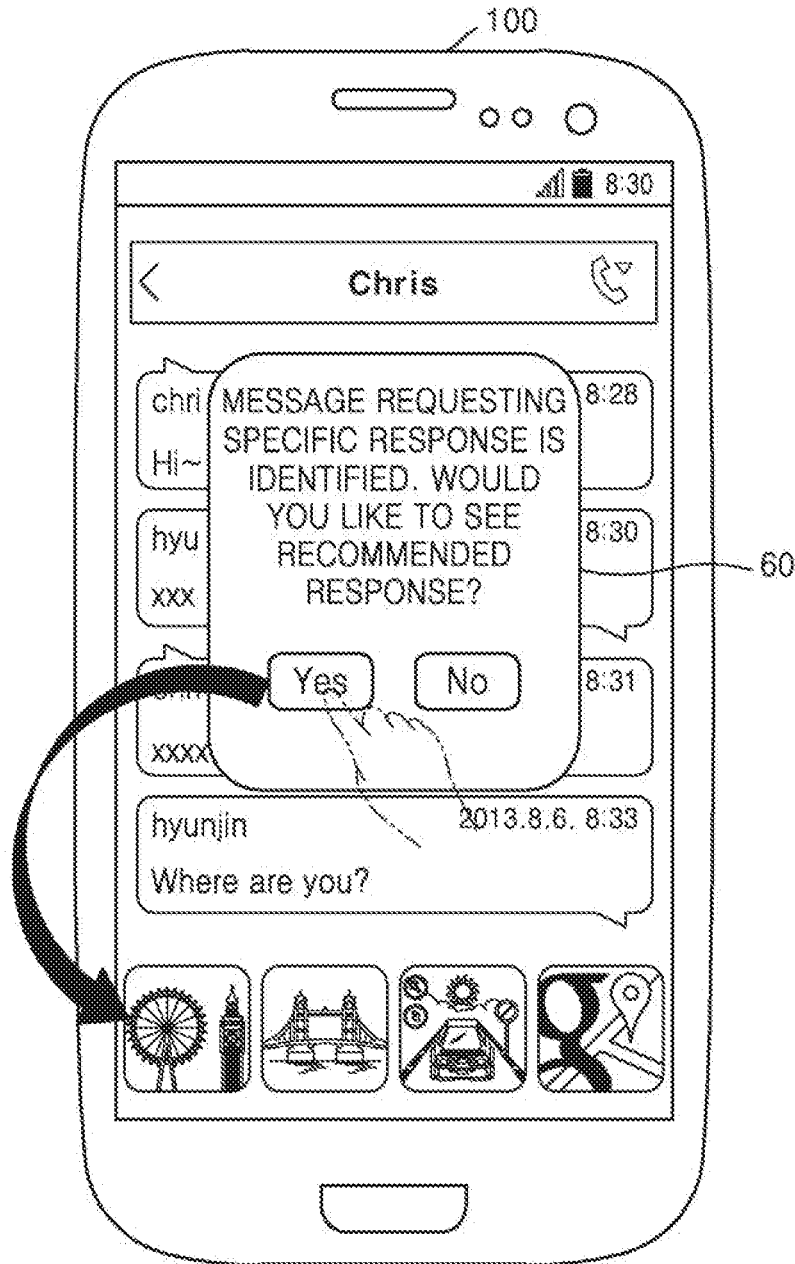 100
8:30
Chris
chri
8:28
Hi~
MESSAGE REQUESTING
SPECIFIC RESPONSE IS
IDENTIFIED. WOULD
YOU LIKE TO SEE
RECOMMENDED
RESPONSE?
hyu
8:30
xxx
60
Yes
No
8:31
xxxx
hyunjin
2013.8.6. 8:33
Where are you?